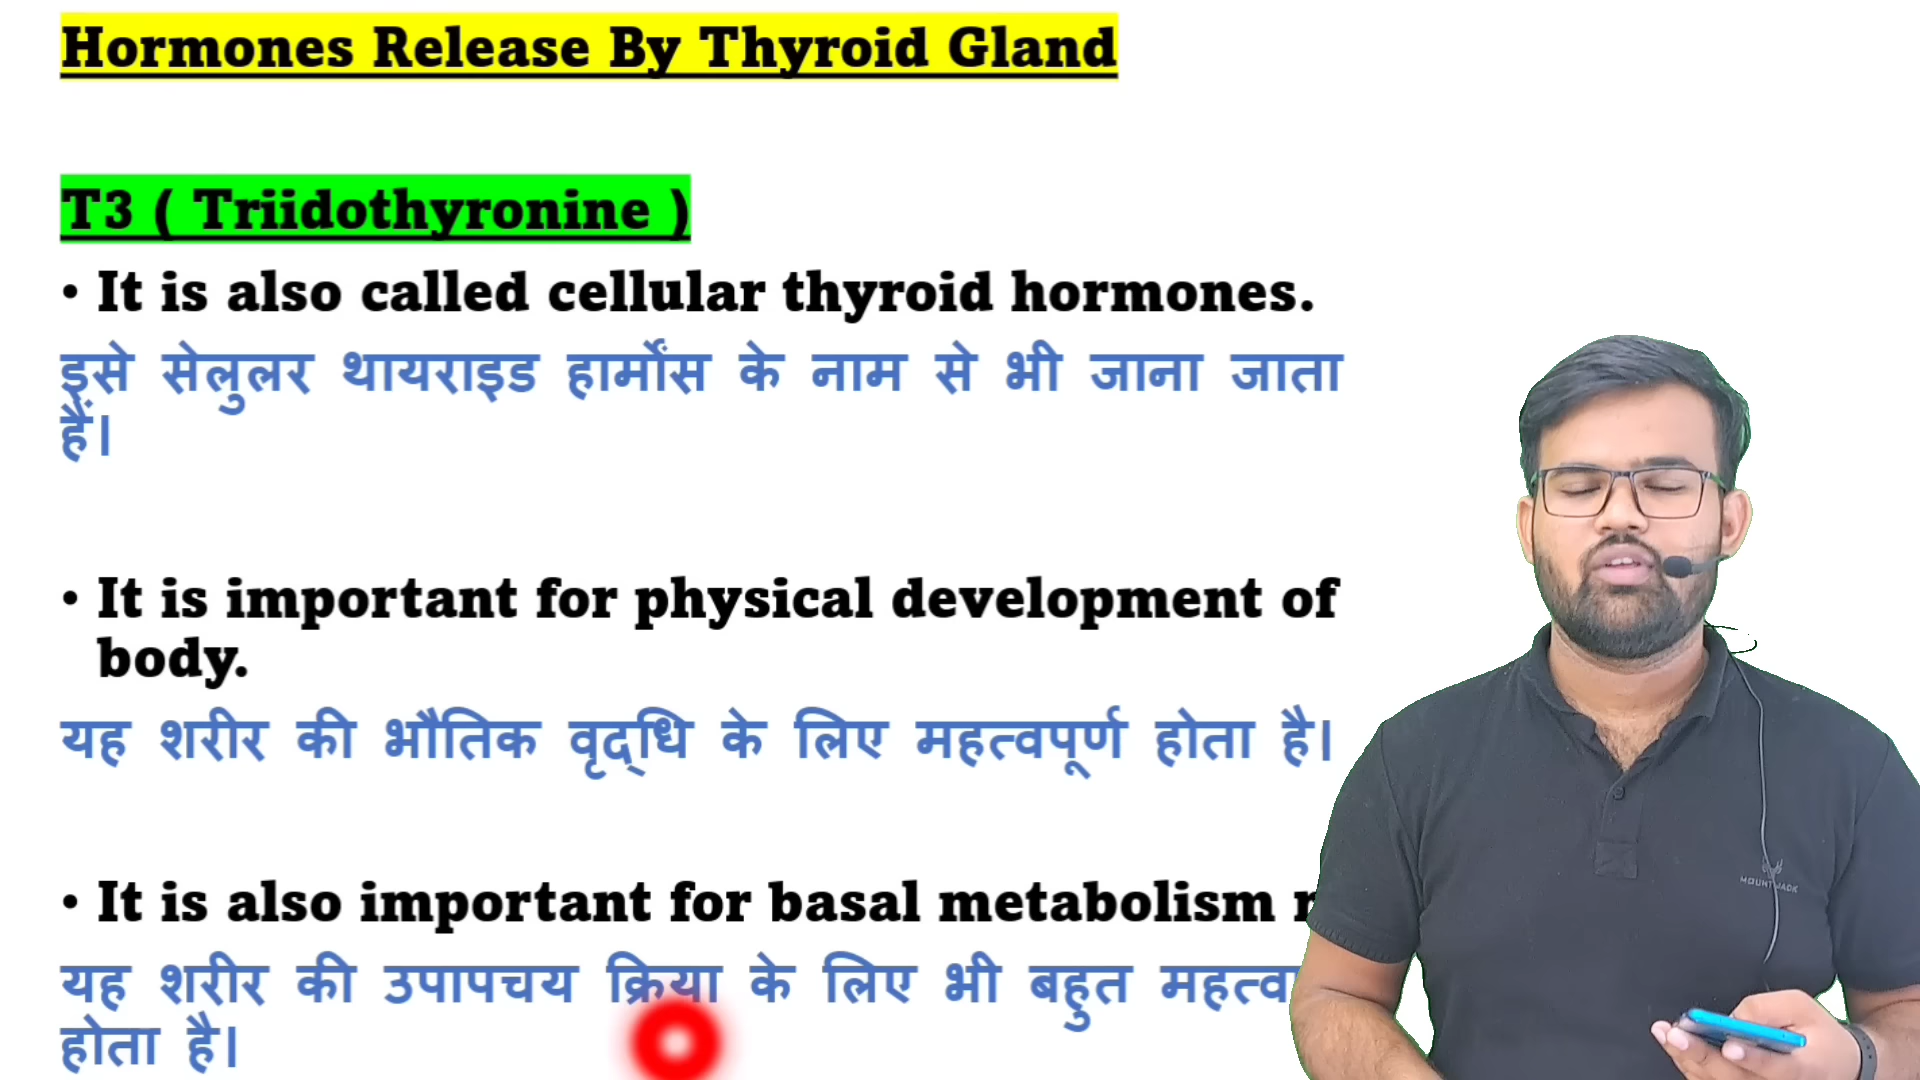 Hormones Release By Thyroid Gland
T3 ( Triidothyronine )
• It is also called cellular thyroid hormones.
इसे सेलुलर थायराइड हार्मोंस के नाम से भी जाना जाता
हैं।
• It is important for physical development of
body.
यह शरीर की भौतिक वृद्धि के लिए महत्वपूर्ण होता है।
• It is also important for basal metabolism
यह शरीर की उपापचय क्रिया के लिए भी बहुत
होता है।
MOUNT JACK